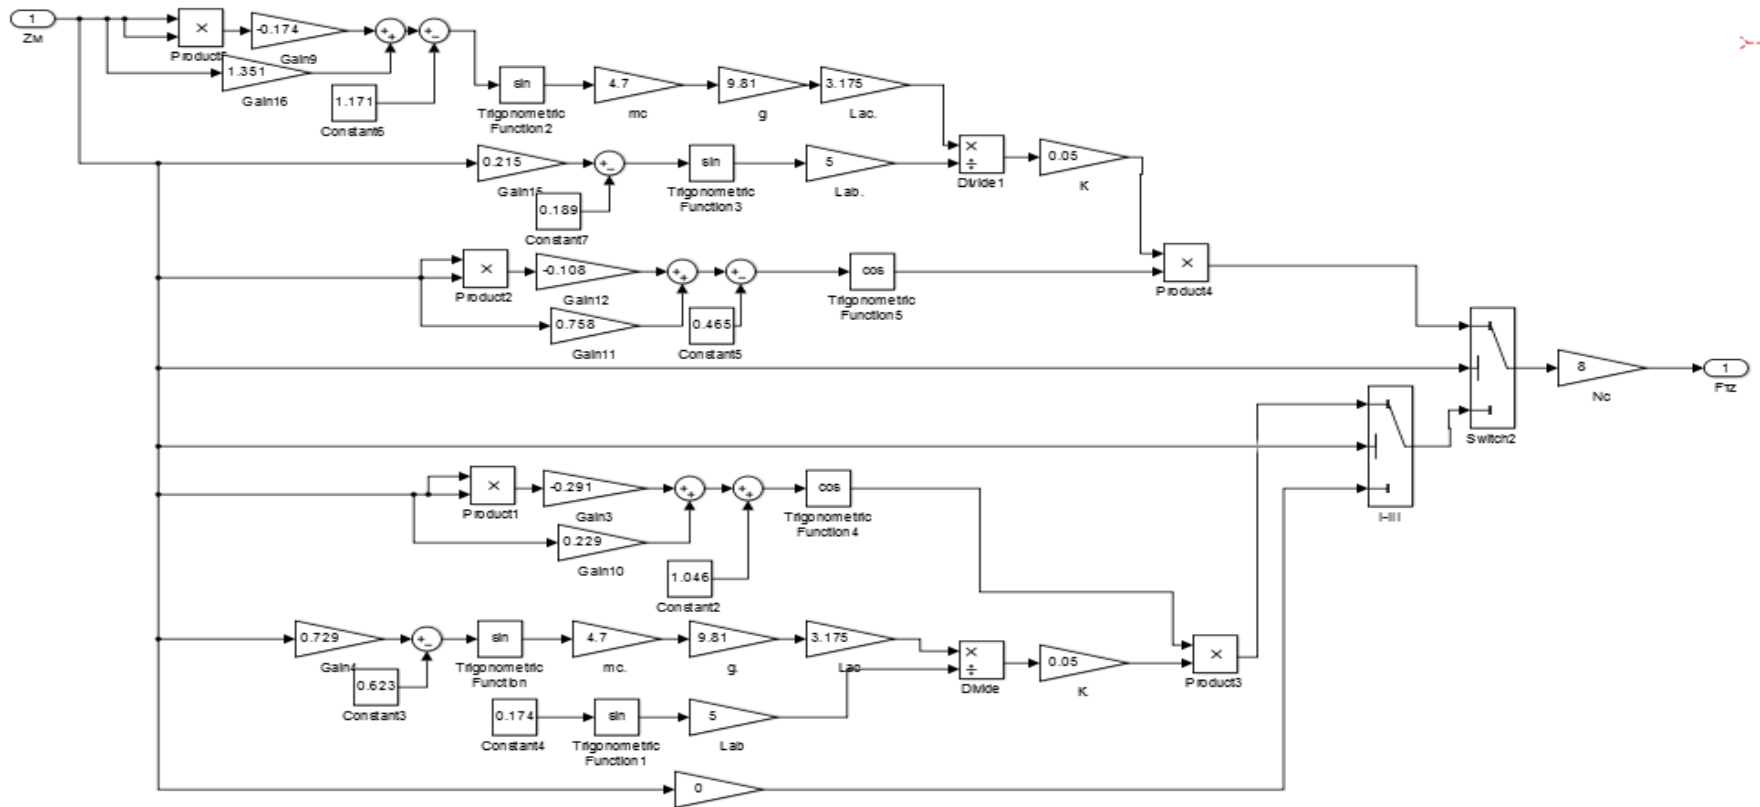 1
Zм
×
-0.174
Gain9
1.351
Gain16
1.171
Constant6
sin
Trigonometric
Function2
4.7
mc
9.81
g
3.175
Lac.
0.215
Gain15
0.189
Constant7
sin
Trigonometric
Function3
5
Lab.
×
÷
Divide1
0.05
K
×
Product2
-0.108
Gain12
0.758
Gain11
0.465
Constant5
cos
Trigonometric
Function5
×
Product4
Switch2
8
Nc
1
×
Product1
-0.291
Gain3
0.229
Gain10
1.046
Constant2
cos
Trigonometric
Function4
I-III
0.729
Gain4
0.623
Constant3
sin
Trigonometric
Function
4.7
mc.
9.81
g.
3.175
Lac
×
÷
Divide
0.05
K
×
Product3
0.174
Constant4
sin
Trigonometric
Function1
5
Lab
0